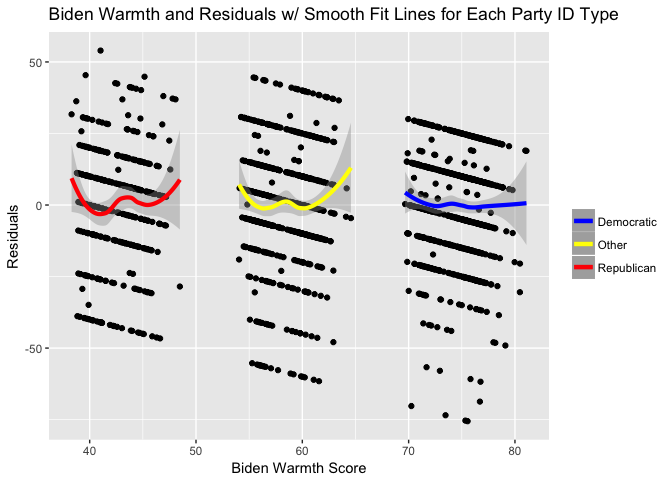 Biden Warmth and Residuals w/ Smooth Fit Lines for Each Party ID Type
50
0
-50
Residuals
40 50 60 70 80
Biden Warmth Score
Democratic
Other
Republican